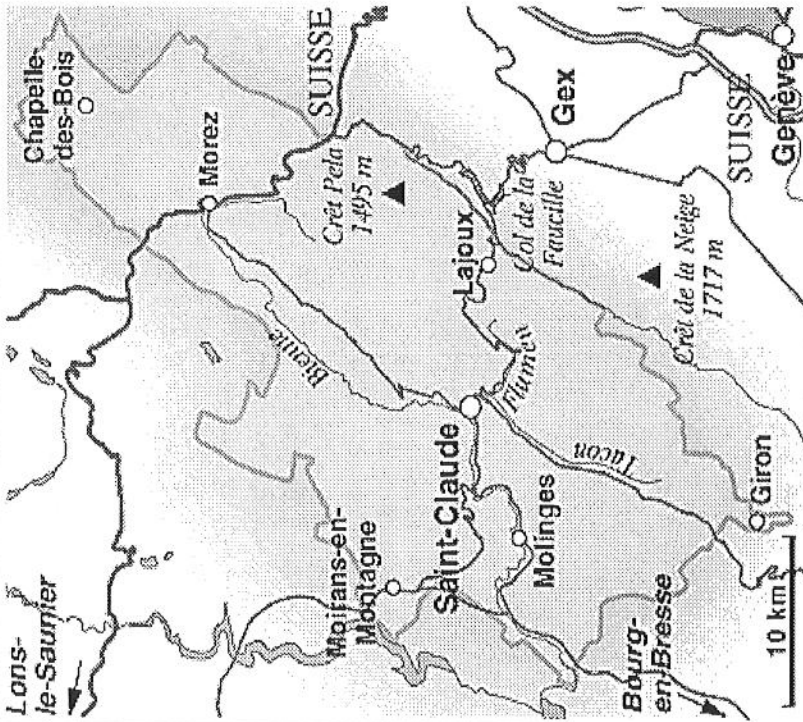 Lons-
le-Saunier
Chapelle-
des-Bois
Morez
SUISSE
Bienne
Crêt Pela
1495 m
Moirans-en-
Montagne
Saint-Claude
Lajoux
Flumen
Col de la
Faucille
Gex
Molinges
Tacon
Crêt de la Neige
1717 m
SUISSE
Genève
Giron
Bourg-
en-Bresse
10 km